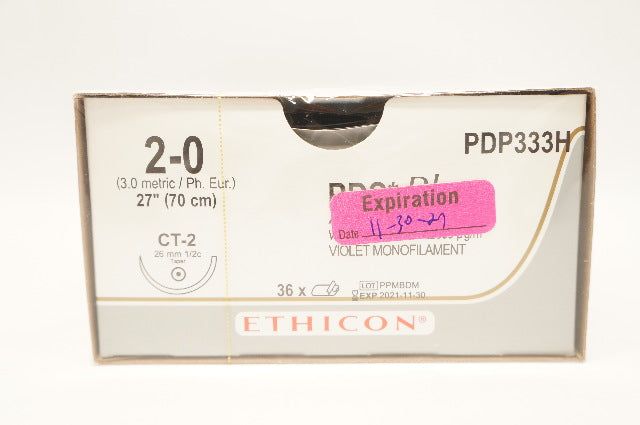 2-0
(3.0 metric / Ph. Eur.)
27" (70 cm)
CT-2
26 mm 1/2c
Taper
PDP333H
Expiration
Date 11-30-21
VIOLET MONOFILAMENT
36 x
LOT PPMBDM
EXP 2021-11-30
ETHICON®